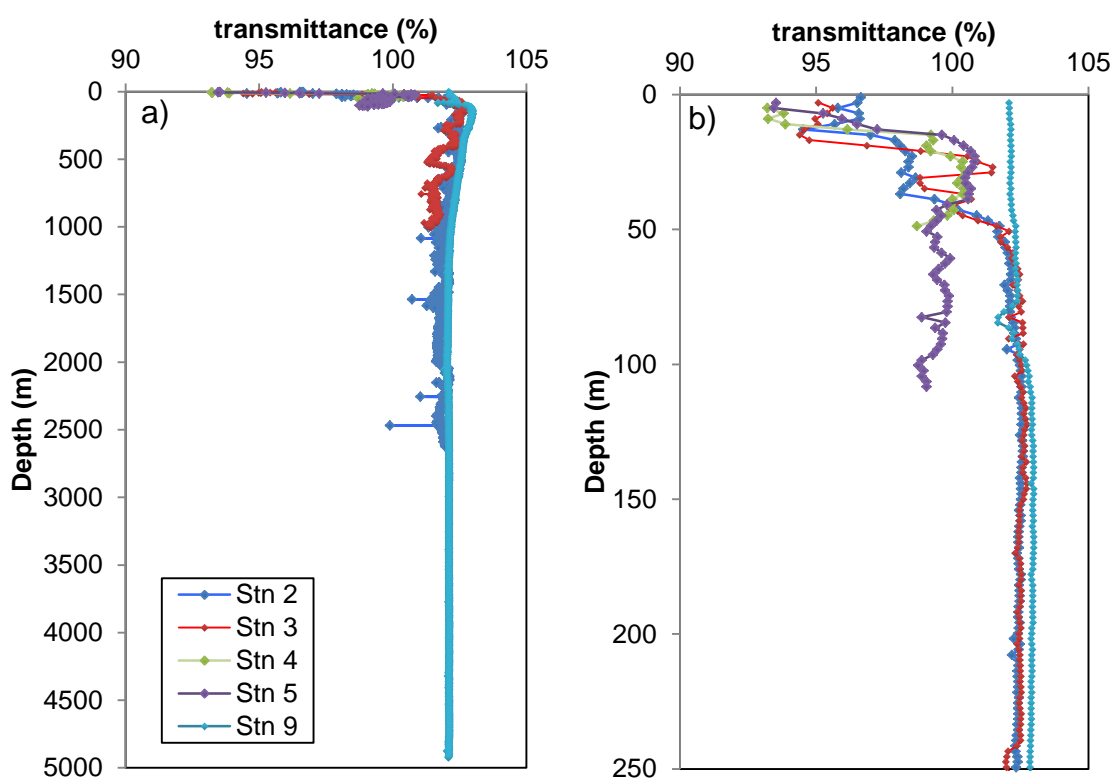 transmittance (%)
90 95 100 105
0
500
1000
1500
2000
2500
3000
3500
4000
4500
5000
Depth (m)
a)
Stn 2
Stn 3
Stn 4
Stn 5
Stn 9
transmittance (%)
90 95 100 105
0
50
100
150
200
250
Depth (m)
b)